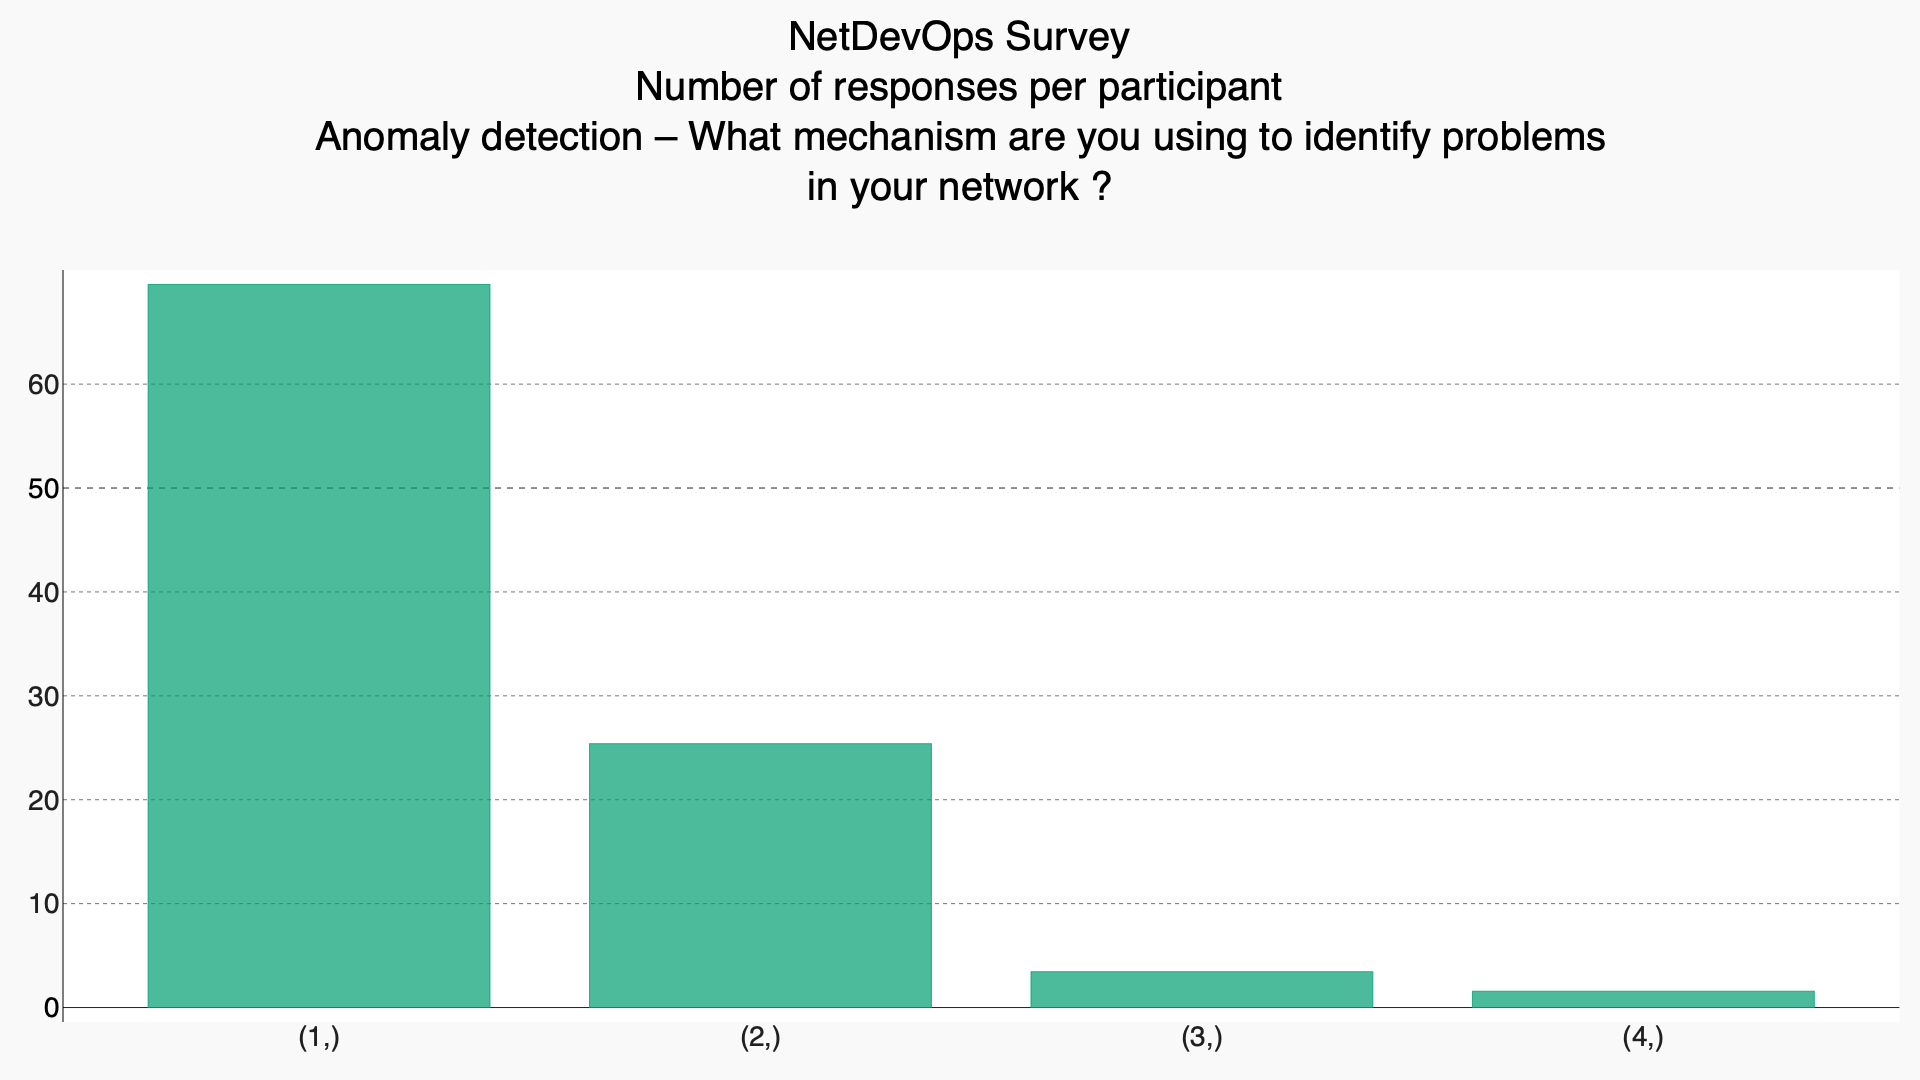 NetDevOps Survey
Number of responses per participant
Anomaly detection – What mechanism are you using to identify problems
in your network ?
60
50
40
30
20
10
0
(1,) (2,) (3,) (4,)